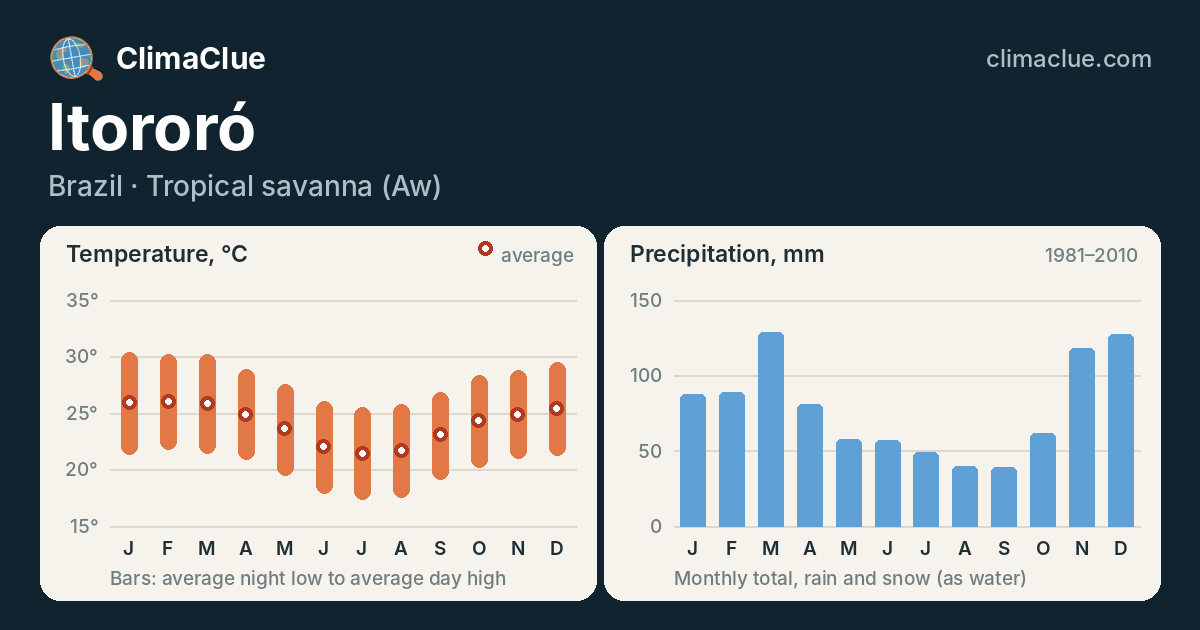 ClimaClue
climaclue.com
Itororó
Brazil · Tropical savanna (Aw)
Temperature, °C
average
35°
30°
25°
20°
15°
J F M A M J J A S O N D
Bars: average night low to average day high
Precipitation, mm
1981–2010
150
100
50
0
J F M A M J J A S O N D
Monthly total, rain and snow (as water)